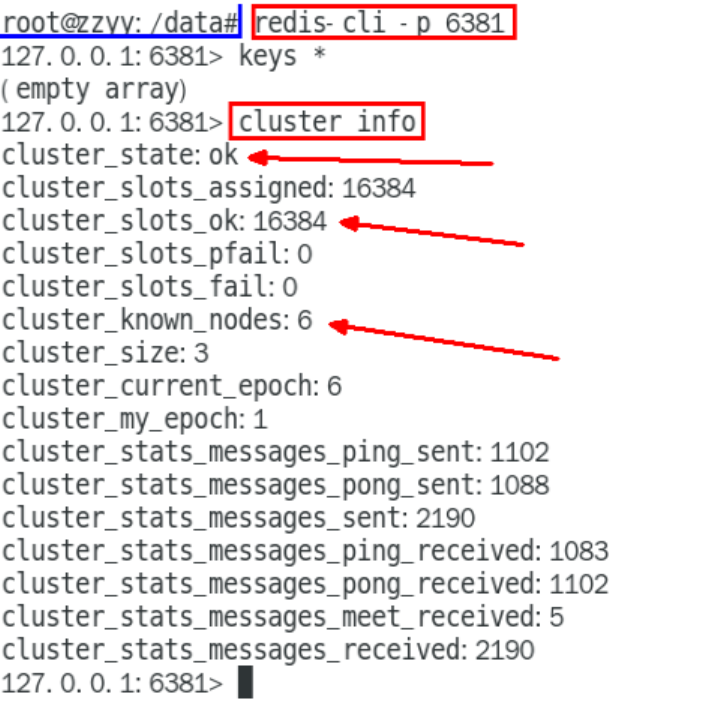 root@zzyy:/data# redis-cli -p 6381
127.0.0.1:6381> keys *
(empty array)
127.0.0.1:6381> cluster info
cluster_state:ok
cluster_slots_assigned:16384
cluster_slots_ok:16384
cluster_slots_pfail:0
cluster_slots_fail:0
cluster_known_nodes:6
cluster_size:3
cluster_current_epoch:6
cluster_my_epoch:1
cluster_stats_messages_ping_sent:1102
cluster_stats_messages_pong_sent:1088
cluster_stats_messages_sent:2190
cluster_stats_messages_ping_received:1083
cluster_stats_messages_pong_received:1102
cluster_stats_messages_meet_received:5
cluster_stats_messages_received:2190
127.0.0.1:6381>